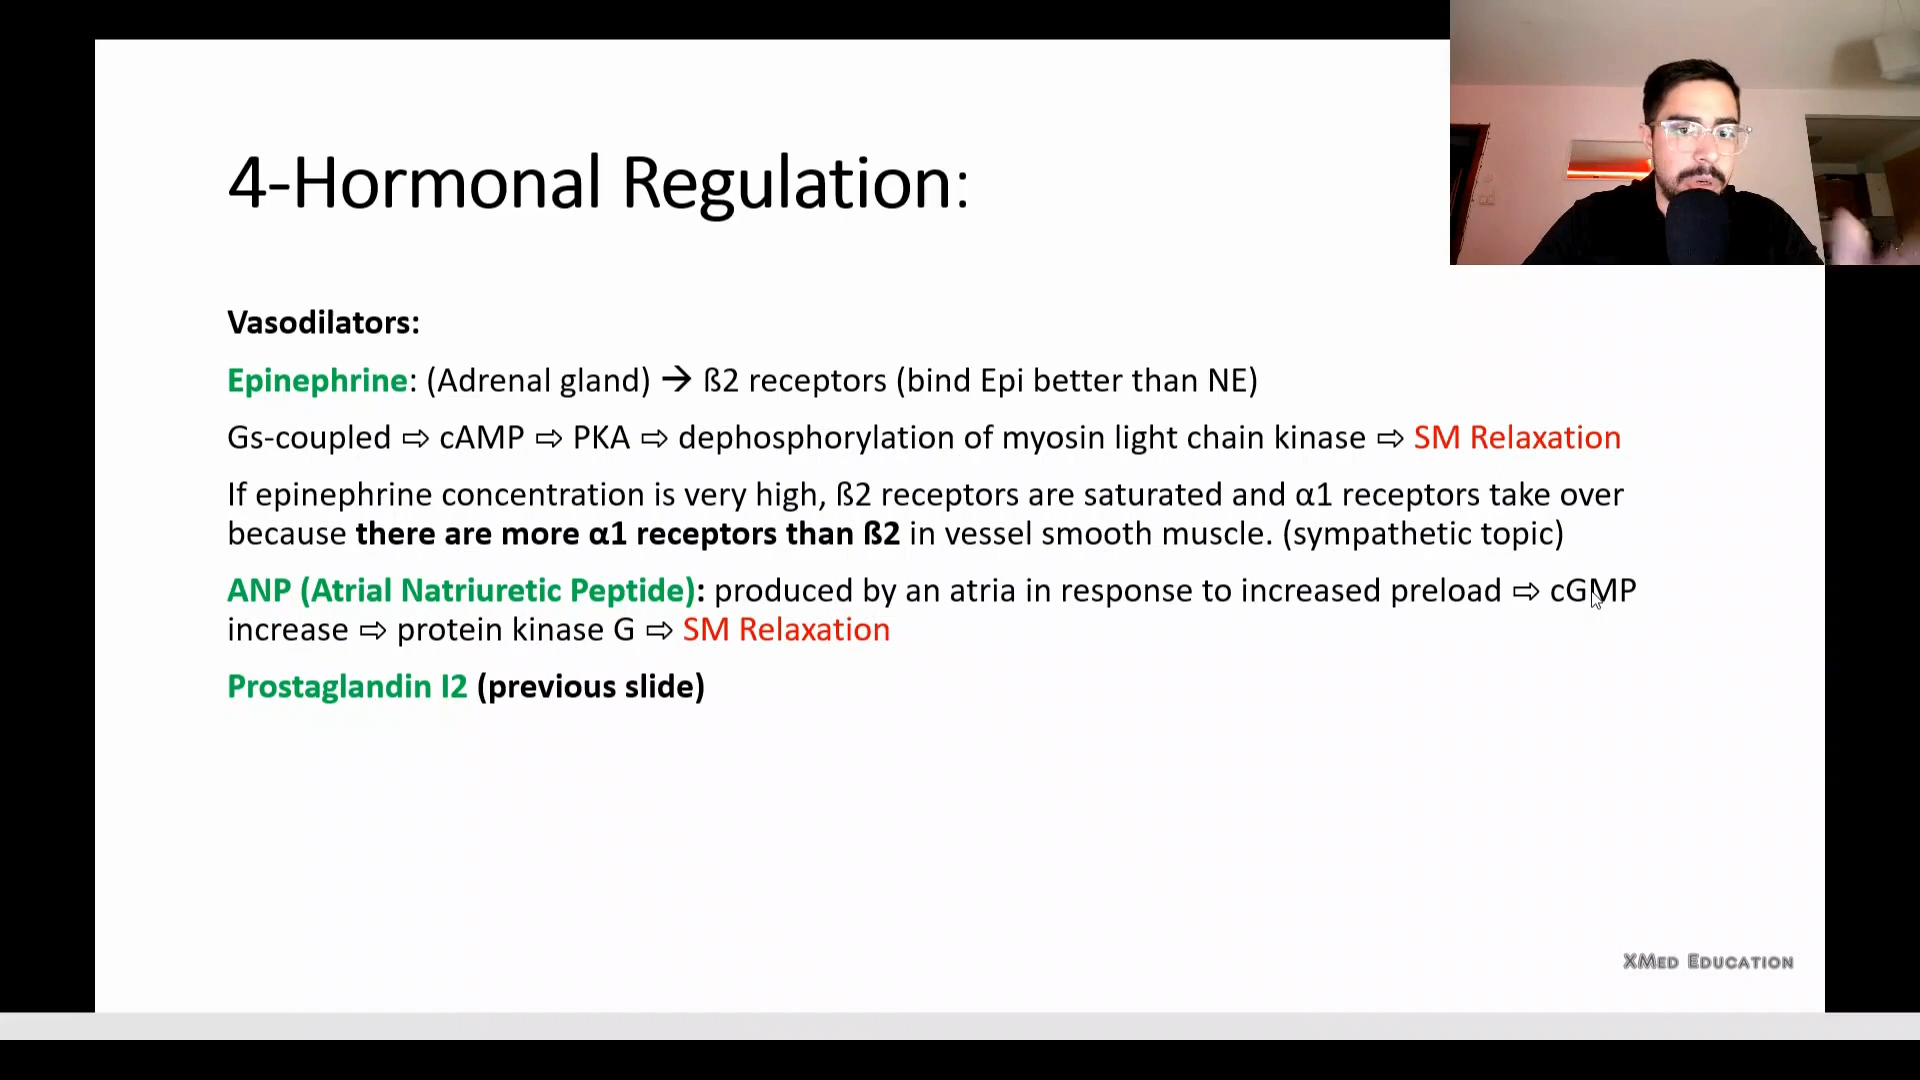 4-Hormonal Regulation:
Vasodilators:
Epinephrine: (Adrenal gland) → ß2 receptors (bind Epi better than NE)
Gs-coupled ⇨ cAMP ⇨ PKA ⇨ dephosphorylation of myosin light chain kinase ⇨ SM Relaxation
If epinephrine concentration is very high, ß2 receptors are saturated and α1 receptors take over
because there are more α1 receptors than ß2 in vessel smooth muscle. (sympathetic topic)
ANP (Atrial Natriuretic Peptide): produced by an atria in response to increased preload ⇨ cGMP
increase ⇨ protein kinase G ⇨ SM Relaxation
Prostaglandin I2 (previous slide)
XMed Education